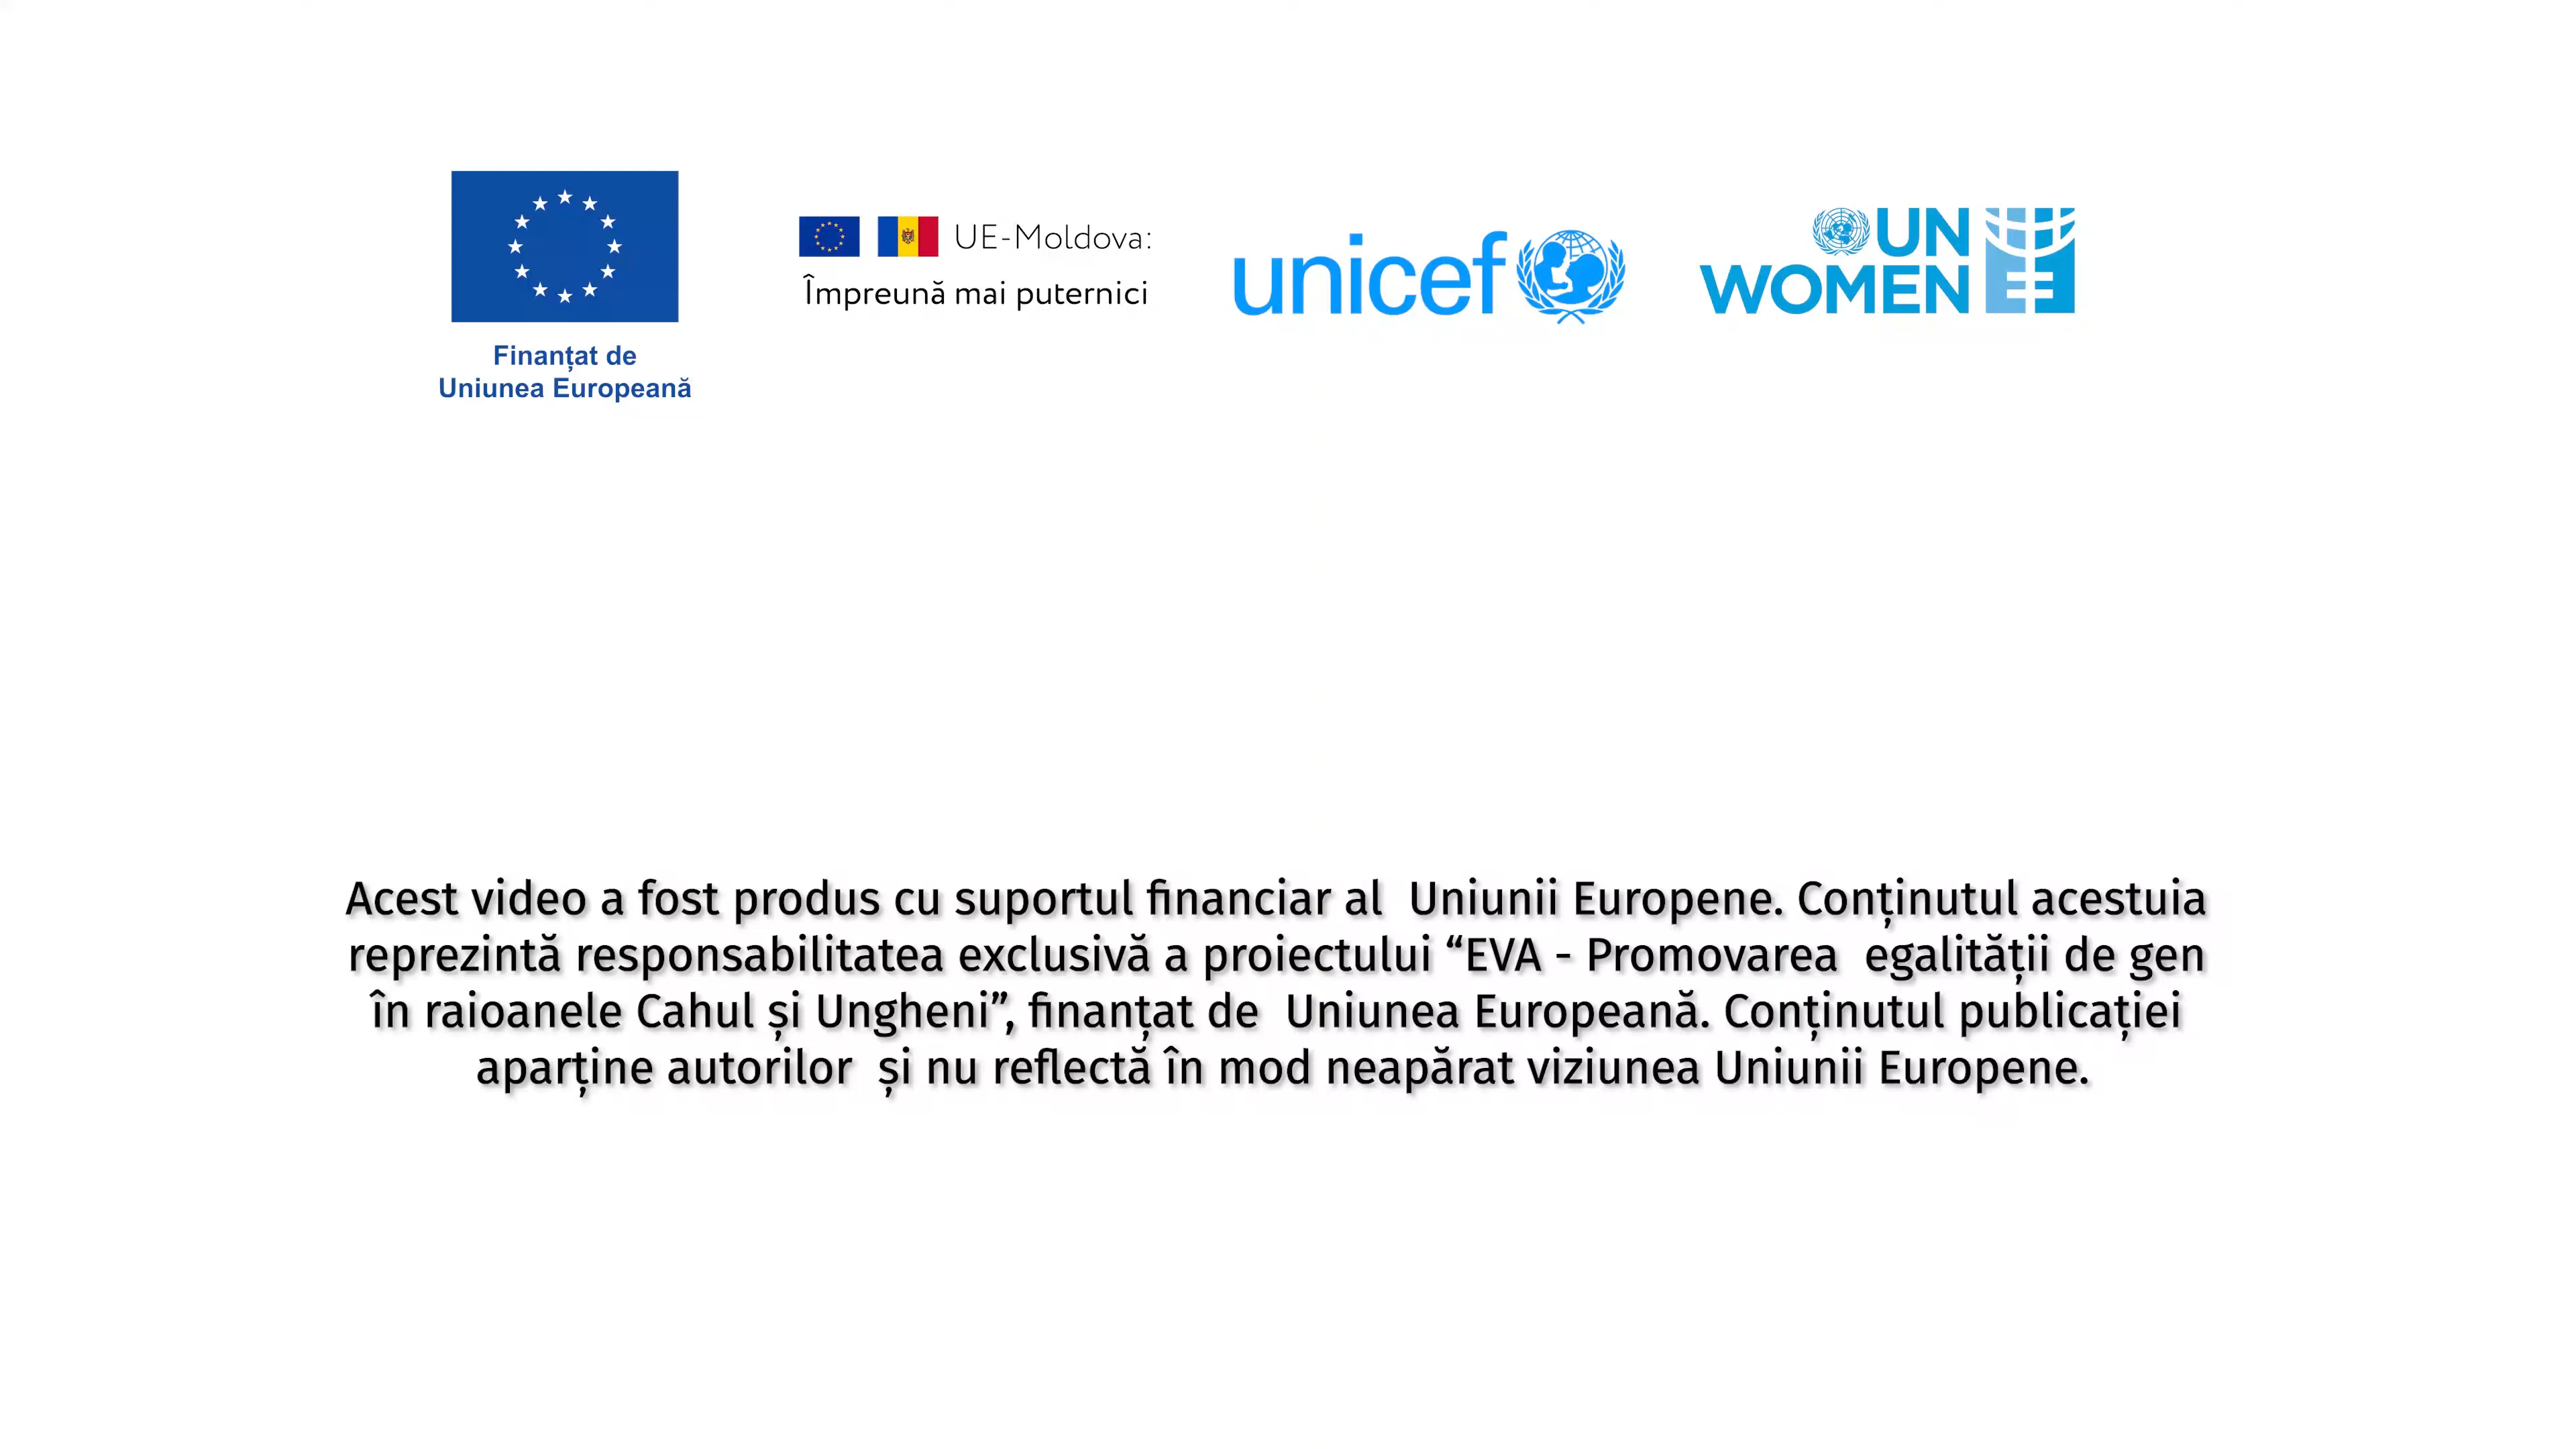 Finanțat de
Uniunea Europeană
UE-Moldova:
Împreună mai puternici
unicef
UN
WOMEN
Acest video a fost produs cu suportul financiar al  Uniunii Europene. Conținutul acestuia
reprezintă responsabilitatea exclusivă a proiectului “EVA - Promovarea  egalității de gen
în raioanele Cahul și Ungheni”, finanțat de  Uniunea Europeană. Conținutul publicației
aparține autorilor  și nu reflectă în mod neapărat viziunea Uniunii Europene.